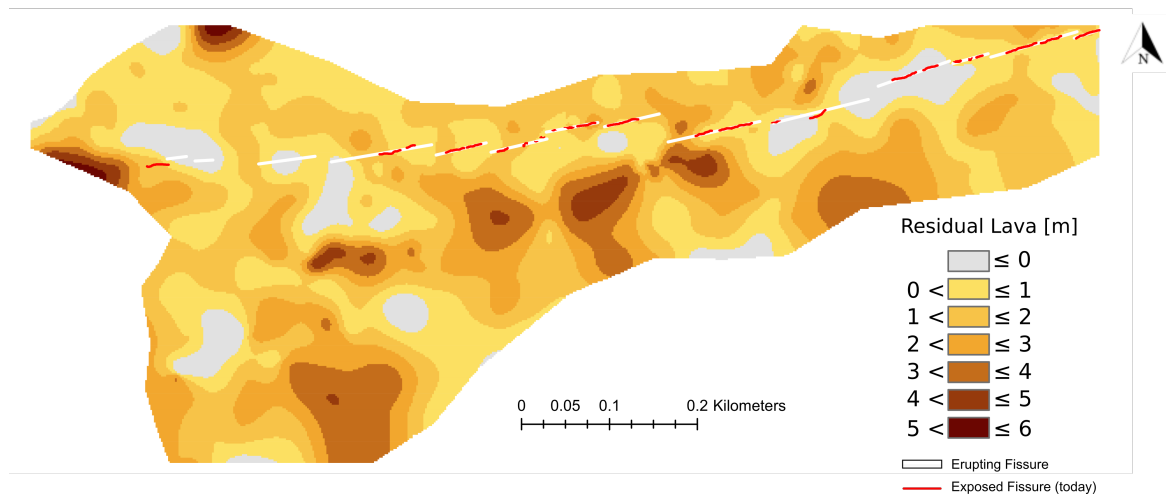 N
Residual Lava [m]
≤ 0
0 < ≤ 1
1 < ≤ 2
2 < ≤ 3
3 < ≤ 4
4 < ≤ 5
5 < ≤ 6
0 0.05 0.1 0.2 Kilometers
Erupting Fissure
Exposed Fissure (today)